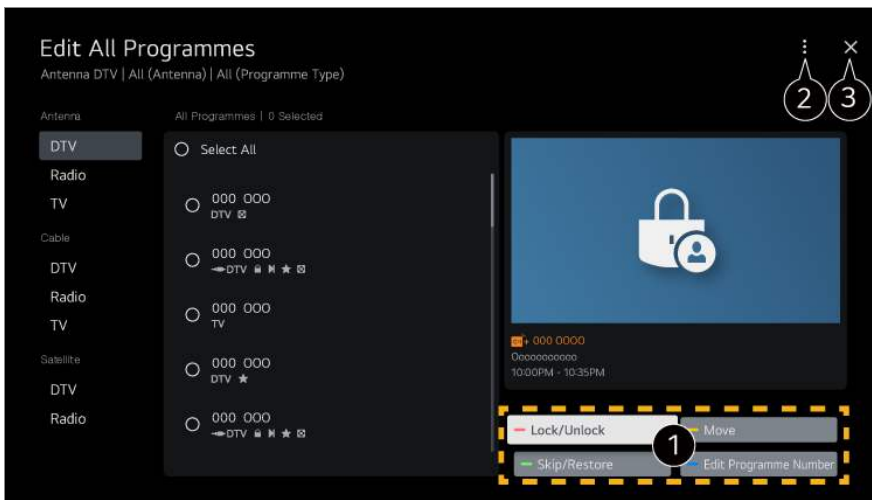 Edit All Programmes
Antenna DTV | All (Antenna) | All (Programme Type)
2
3
Antenna
DTV
Radio
TV
Cable
DTV
Radio
TV
Satellite
DTV
Radio
All Programmes | 0 Selected
Select All
000 000
DTV
000 000
DTV
000 000
TV
000 000
DTV
000 000
DTV
000 0000
Oooooooooooo
10:00PM - 10:35PM
Lock/Unlock
Move
1
Skip/Restore
Edit Programme Number